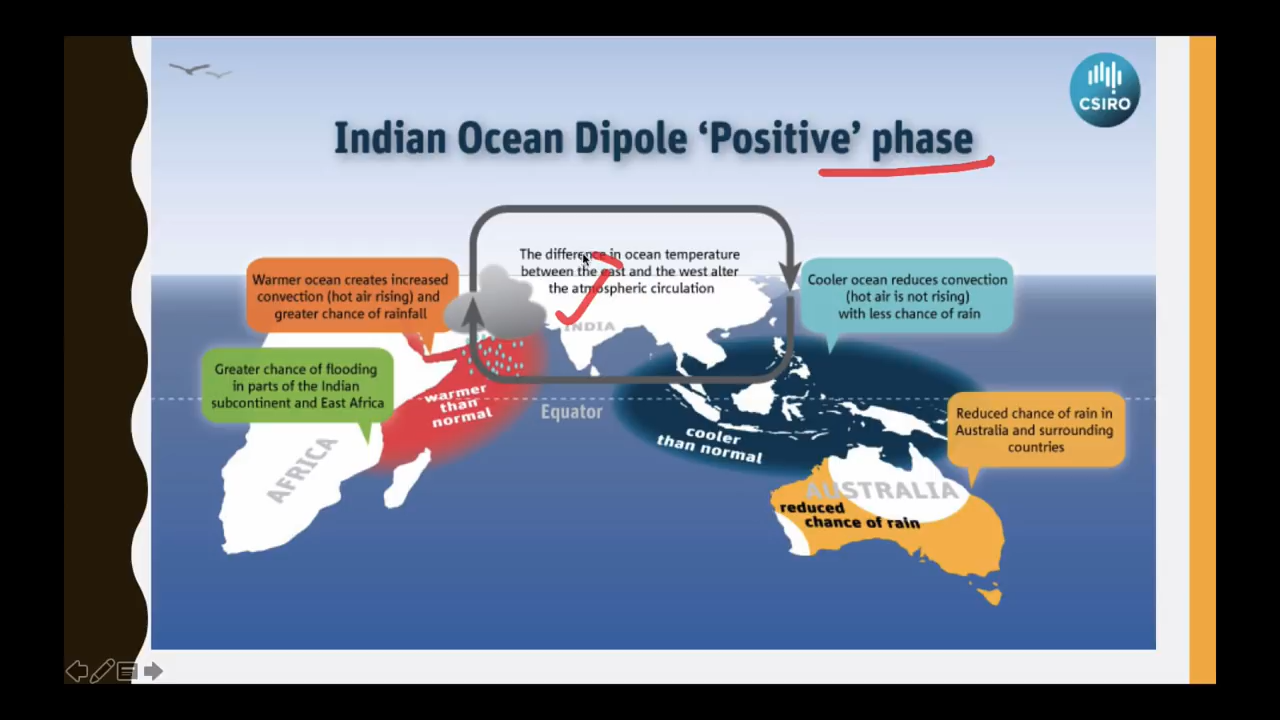 CSIRO
Indian Ocean Dipole ‘Positive’ phase
The difference in ocean temperature
between the east and the west alter
the atmospheric circulation
Warmer ocean creates increased
convection (hot air rising) and
greater chance of rainfall
Cooler ocean reduces convection
(hot air is not rising)
with less chance of rain
INDIA
Greater chance of flooding
in parts of the Indian
subcontinent and East Africa
warmer
than
normal
Equator
cooler
than normal
Reduced chance of rain in
Australia and surrounding
countries
AFRICA
AUSTRALIA
reduced
chance of rain